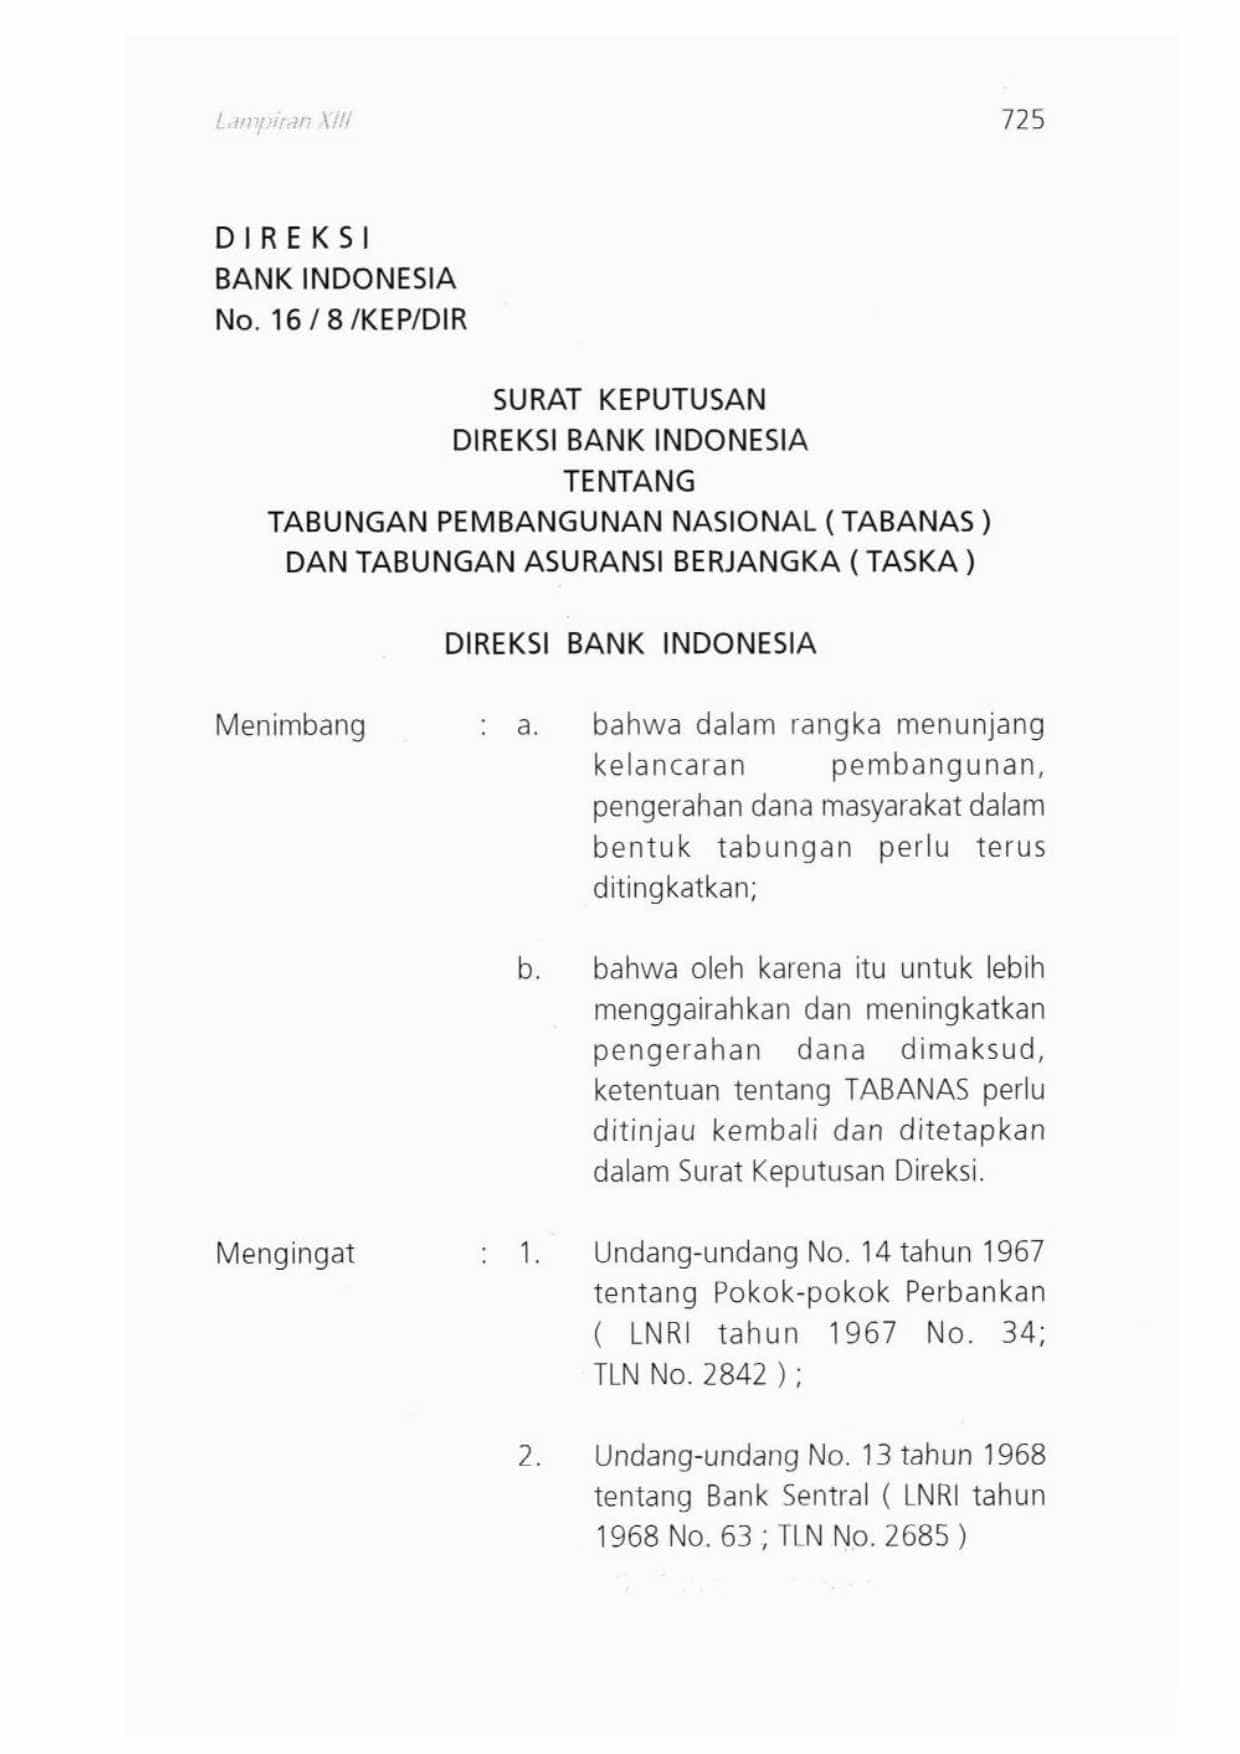 Lampiran XIII 725
D I R E K S I
BANK INDONESIA
No. 16 / 8 /KEP/DIR
SURAT KEPUTUSAN
DIREKSI BANK INDONESIA
TENTANG
TABUNGAN PEMBANGUNAN NASIONAL ( TABANAS )
DAN TABUNGAN ASURANSI BERJANGKA ( TASKA )
DIREKSI BANK INDONESIA
Menimbang : a. bahwa dalam rangka menunjang
kelancaran pembangunan,
pengerahan dana masyarakat dalam
bentuk tabungan perlu terus
ditingkatkan;
b. bahwa oleh karena itu untuk lebih
menggairahkan dan meningkatkan
pengerahan dana dimaksud,
ketentuan tentang TABANAS perlu
ditinjau kembali dan ditetapkan
dalam Surat Keputusan Direksi.
Mengingat : 1. Undang-undang No. 14 tahun 1967
tentang Pokok-pokok Perbankan
( LNRI tahun 1967 No. 34;
TLN No. 2842 ) ;
2. Undang-undang No. 13 tahun 1968
tentang Bank Sentral ( LNRI tahun
1968 No. 63 ; TLN No. 2685 )